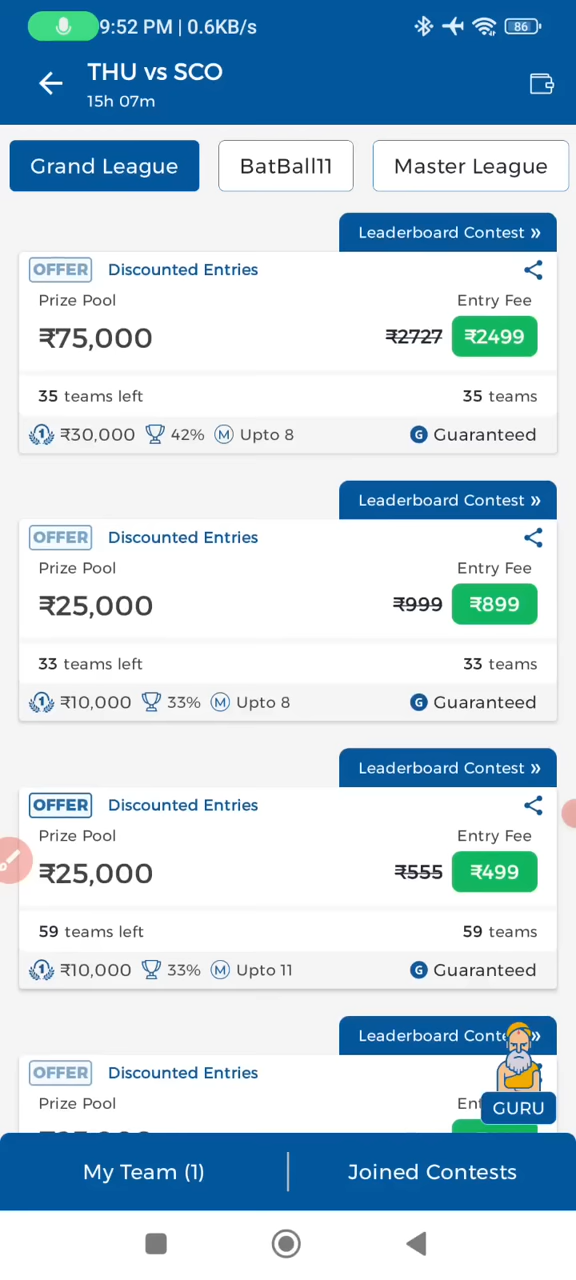 9:52 PM | 0.6KB/s 86
THU vs SCO
15h 07m
Grand League BatBall11 Master League
Leaderboard Contest »
OFFER Discounted Entries
Prize Pool Entry Fee
₹75,000 ₹2727 ₹2499
35 teams left 35 teams
1 ₹30,000 42% M Upto 8 G Guaranteed
Leaderboard Contest »
OFFER Discounted Entries
Prize Pool Entry Fee
₹25,000 ₹999 ₹899
33 teams left 33 teams
1 ₹10,000 33% M Upto 8 G Guaranteed
Leaderboard Contest »
OFFER Discounted Entries
Prize Pool Entry Fee
₹25,000 ₹555 ₹499
59 teams left 59 teams
1 ₹10,000 33% M Upto 11 G Guaranteed
Leaderboard »
OFFER Discounted Entries
Prize Pool
GURU
My Team (1) Joined Contests